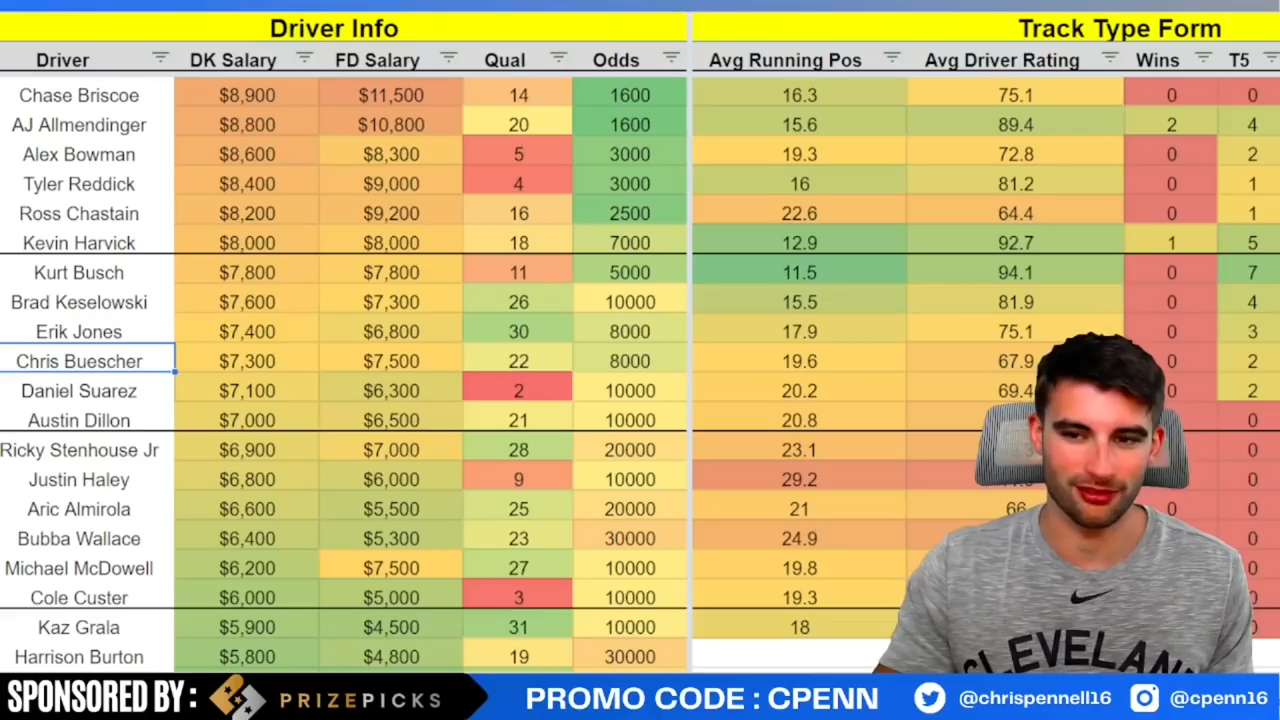 Driver Info Track Type Form
Driver DK Salary FD Salary Qual Odds Avg Running Pos Avg Driver Rating Wins T5
Chase Briscoe $8,900 $11,500 14 1600 16.3 75.1 0 0
AJ Allmendinger $8,800 $10,800 20 1600 15.6 89.4 2 4
Alex Bowman $8,600 $8,300 5 3000 19.3 72.8 0 2
Tyler Reddick $8,400 $9,000 4 3000 16 81.2 0 1
Ross Chastain $8,200 $9,200 16 2500 22.6 64.4 0 1
Kevin Harvick $8,000 $8,000 18 7000 12.9 92.7 1 5
Kurt Busch $7,800 $7,800 11 5000 11.5 94.1 0 7
Brad Keselowski $7,600 $7,300 26 10000 15.5 81.9 0 4
Erik Jones $7,400 $6,800 30 8000 17.9 75.1 0 3
Chris Buescher $7,300 $7,500 22 8000 19.6 67.9 2
Daniel Suarez $7,100 $6,300 2 10000 20.2 69.4 0 2
Austin Dillon $7,000 $6,500 21 10000 20.8 0
Ricky Stenhouse Jr $6,900 $7,000 28 20000 23.1 0
Justin Haley $6,800 $6,000 9 10000 29.2 0
Aric Almirola $6,600 $5,500 25 20000 21 66 0
Bubba Wallace $6,400 $5,300 23 30000 24.9 0
Michael McDowell $6,200 $7,500 27 10000 19.8 0
Cole Custer $6,000 $5,000 3 10000 19.3 0
Kaz Grala $5,900 $4,500 31 10000 18
Harrison Burton $5,800 $4,800 19 30000
CLEVELAN
SPONSORED BY : PRIZEPICKS PROMO CODE : CPENN @chrispennell16 @cpenn16